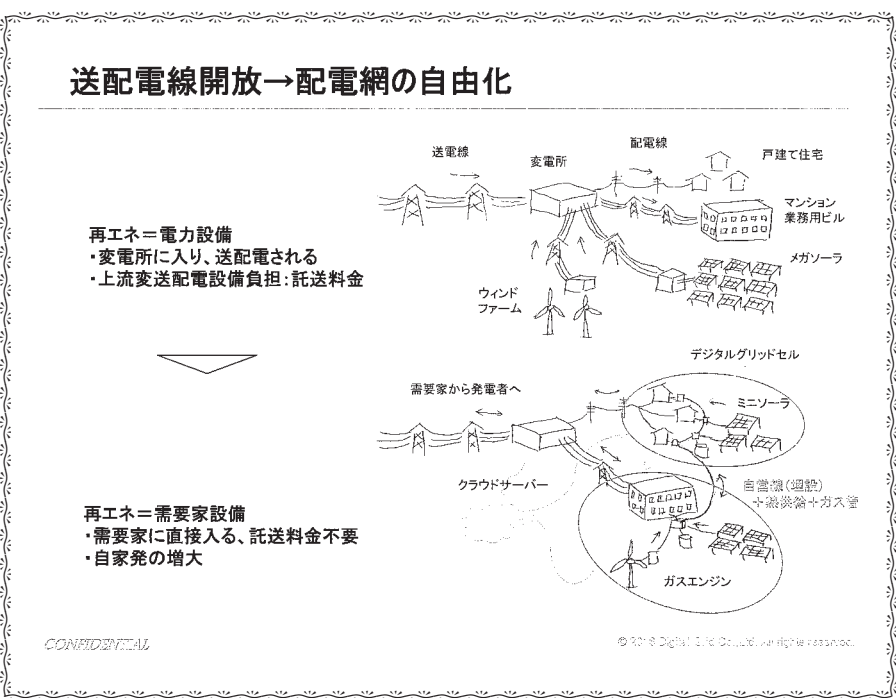 送配電線開放→配電網の自由化
送電線
変電所
配電線
戸建て住宅
マンション
業務用ビル
メガソーラ
ウィンド
ファーム
再エネ＝電力設備
・変電所に入り、送配電される
・上流変送配電設備負担：託送料金
デジタルグリッドセル
需要家から発電者へ
ミニソーラ
クラウドサーバー
自営線（埋設）
＋熱供給＋ガス管
ガスエンジン
再エネ＝需要家設備
・需要家に直接入る、託送料金不要
・自家発の増大
CONFIDENTIAL